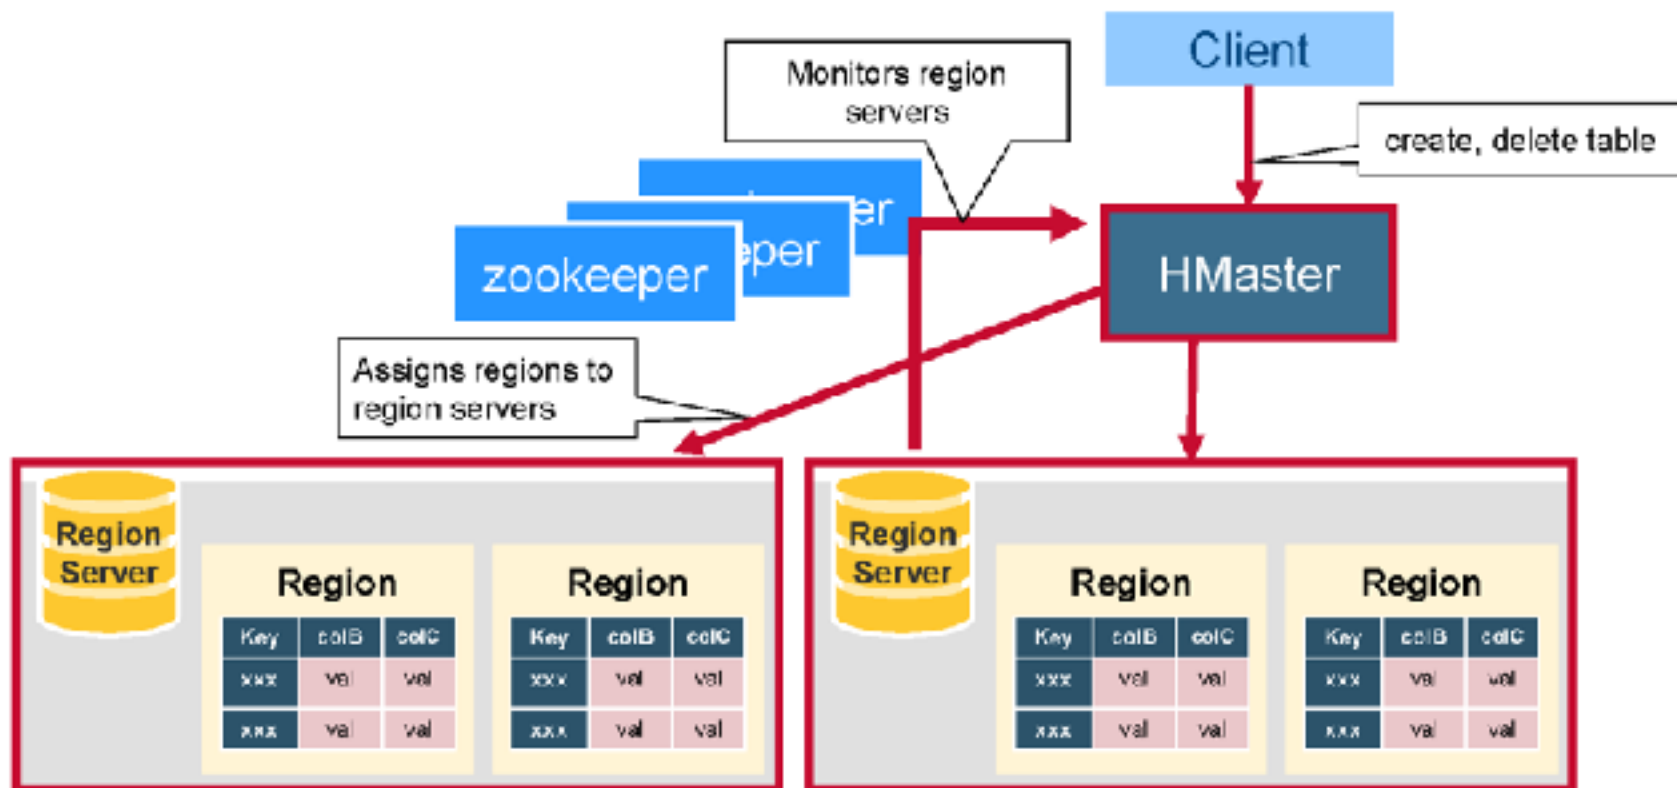 Client
Monitors region
servers
create, delete table
er
eper
zookeeper
HMaster
Assigns regions to
region servers
Region
Server
Region
Key colB colC
xxx val val
xxx val val
Region
Key colB colC
xxx val val
xxx val val
Region
Server
Region
Key colB colC
xxx val val
xxx val val
Region
Key colB colC
xxx val val
xxx val val